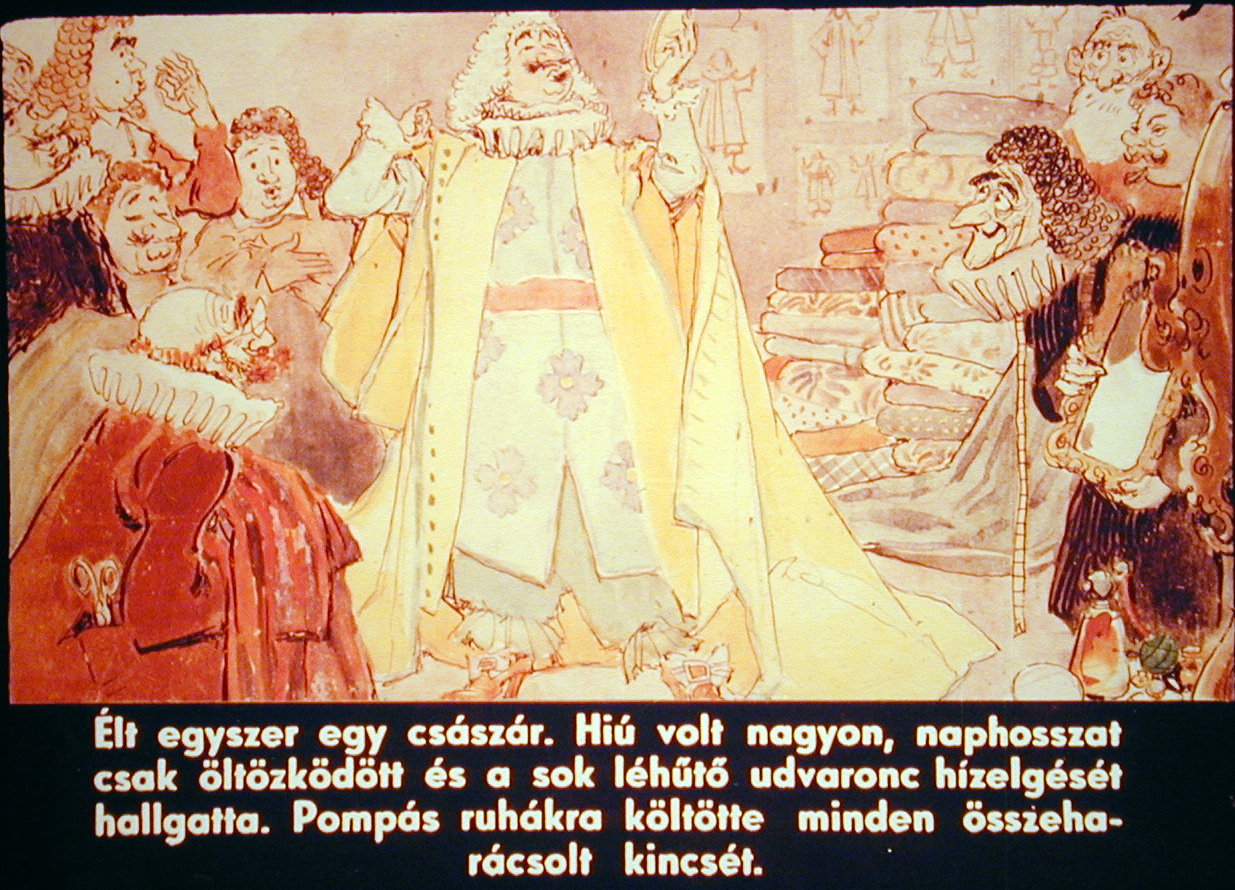 Élt egyszer egy császár. Hiú volt nagyon, naphosszat
csak öltözködött és a sok léhűtő udvaronc hízelgését
hallgatta. Pompás ruhákra költötte minden összeha-
rácsolt kincsét.